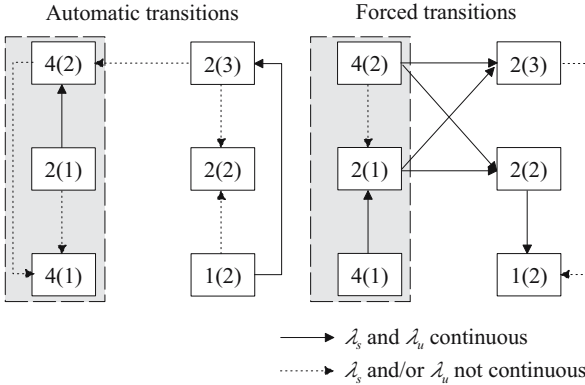 Automatic transitions Forced transitions
4(2) 2(3) 4(2) 2(3)
2(1) 2(2) 2(1) 2(2)
4(1) 1(2) 4(1) 1(2)
λs and λu continuous
λs and/or λu not continuous